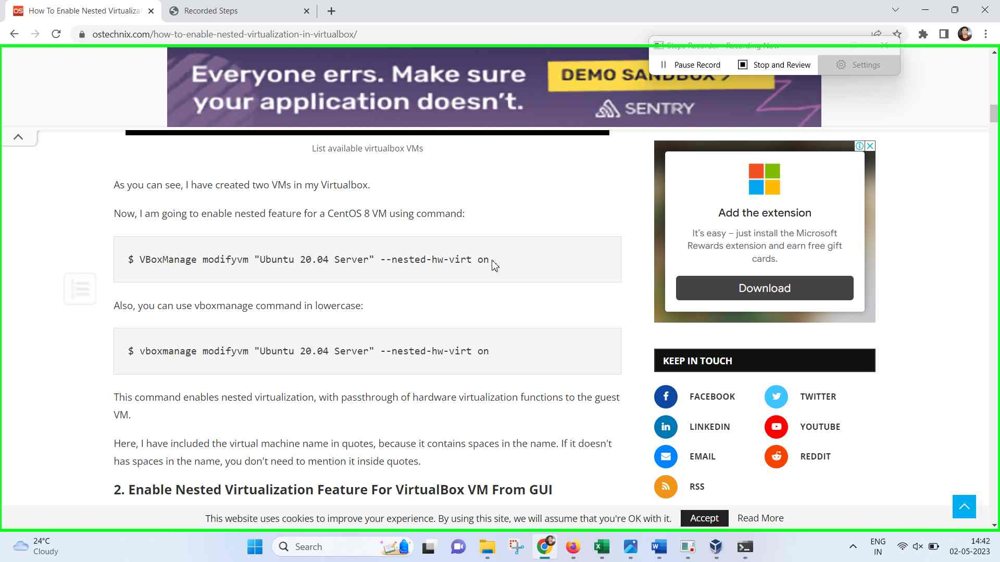 How To Enable Nested Virtualiza
Recorded Steps
ostechnix.com/how-to-enable-nested-virtualization-in-virtualbox/
Steps Recorder - Recording Now
Pause Record
Stop and Review
Settings
Everyone errs. Make sure
your application doesn't.
DEMO SANDBOX >
SENTRY
List available virtualbox VMs
As you can see, I have created two VMs in my Virtualbox.
Now, I am going to enable nested feature for a CentOS 8 VM using command:
$ VBoxManage modifyvm "Ubuntu 20.04 Server" --nested-hw-virt on
Also, you can use vboxmanage command in lowercase:
$ vboxmanage modifyvm "Ubuntu 20.04 Server" --nested-hw-virt on
This command enables nested virtualization, with passthrough of hardware virtualization functions to the guest
VM.
Here, I have included the virtual machine name in quotes, because it contains spaces in the name. If it doesn't
has spaces in the name, you don't need to mention it inside quotes.
2. Enable Nested Virtualization Feature For VirtualBox VM From GUI
Add the extension
It's easy – just install the Microsoft
Rewards extension and earn free gift
cards.
Download
KEEP IN TOUCH
FACEBOOK
TWITTER
LINKEDIN
YOUTUBE
EMAIL
REDDIT
RSS
This website uses cookies to improve your experience. By using this site, we will assume that you're OK with it.
Accept
Read More
24°C
Cloudy
Search
ENG
IN
14:42
02-05-2023